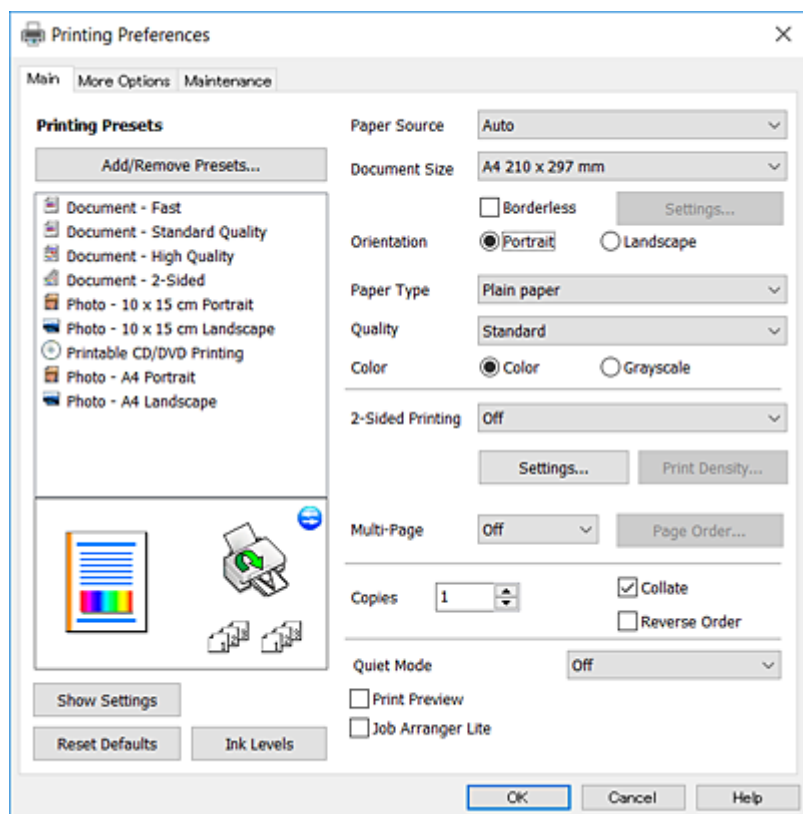 Printing Preferences
Main More Options Maintenance
Printing Presets
Add/Remove Presets...
Document - Fast
Document - Standard Quality
Document - High Quality
Document - 2-Sided
Photo - 10 x 15 cm Portrait
Photo - 10 x 15 cm Landscape
Printable CD/DVD Printing
Photo - A4 Portrait
Photo - A4 Landscape
Show Settings
Reset Defaults Ink Levels
Paper Source Auto
Document Size A4 210 x 297 mm
Borderless Settings...
Orientation Portrait Landscape
Paper Type Plain paper
Quality Standard
Color Color Grayscale
2-Sided Printing Off
Settings... Print Density...
Multi-Page Off Page Order...
Copies 1 Collate
Reverse Order
Quiet Mode Off
Print Preview
Job Arranger Lite
OK Cancel Help